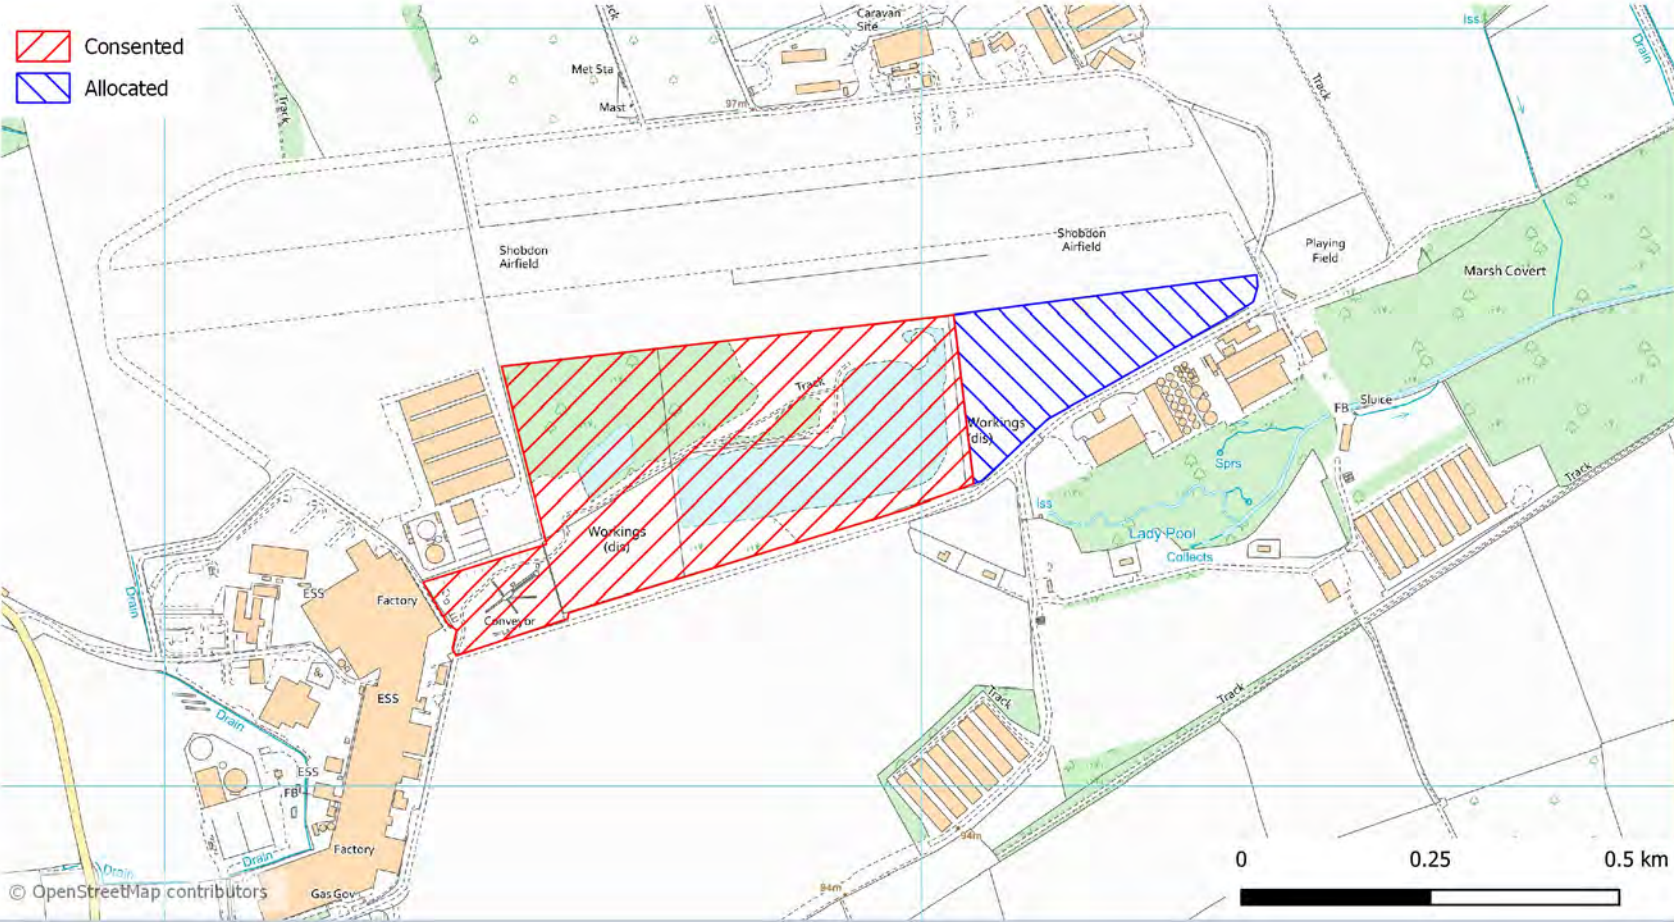 Consented
Allocated
Caravan
Site
Iss
Drain
Met Sta
Track
Mast
97m
Track
Shobdon
Airfield
Shobdon
Airfield
Playing
Field
Marsh Covert
Track
Workings
(dis)
FB
Sluice
Sprs
Track
Iss
Lady Pool
Collects
Workings
(dis)
Drain
ESS
Factory
Conveyor
Track
Track
ESS
Drain
ESS
FB
94m
Factory
Drain
Drain
Gas Gov
94m
© OpenStreetMap contributors
0 0.25 0.5 km